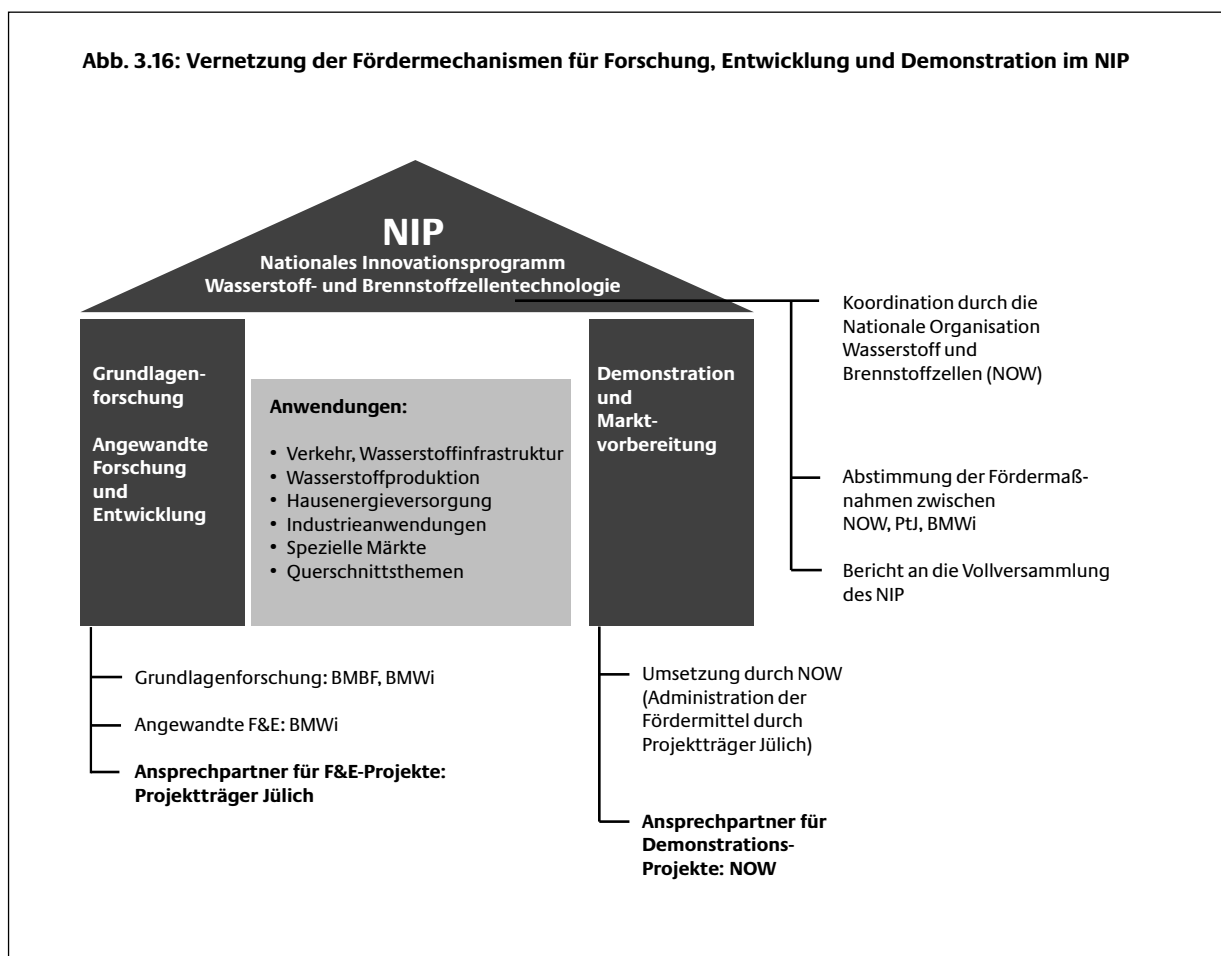 Abb. 3.16: Vernetzung der Fördermechanismen für Forschung, Entwicklung und Demonstration im NIP
NIP
Nationales Innovationsprogramm
Wasserstoff- und Brennstoffzellentechnologie
Grundlagen-
forschung
Angewandte
Forschung
und
Entwicklung
Anwendungen:
• Verkehr, Wasserstoffinfrastruktur
• Wasserstoffproduktion
• Hausenergieversorgung
• Industrieanwendungen
• Spezielle Märkte
• Querschnittsthemen
Demonstration
und
Markt-
vorbereitung
Koordination durch die
Nationale Organisation
Wasserstoff und
Brennstoffzellen (NOW)
Abstimmung der Fördermaß-
nahmen zwischen
NOW, PtJ, BMWi
Bericht an die Vollversammlung
des NIP
Grundlagenforschung: BMBF, BMWi
Angewandte F&E: BMWi
Ansprechpartner für F&E-Projekte:
Projektträger Jülich
Umsetzung durch NOW
(Administration der
Fördermittel durch
Projektträger Jülich)
Ansprechpartner für
Demonstrations-
Projekte: NOW